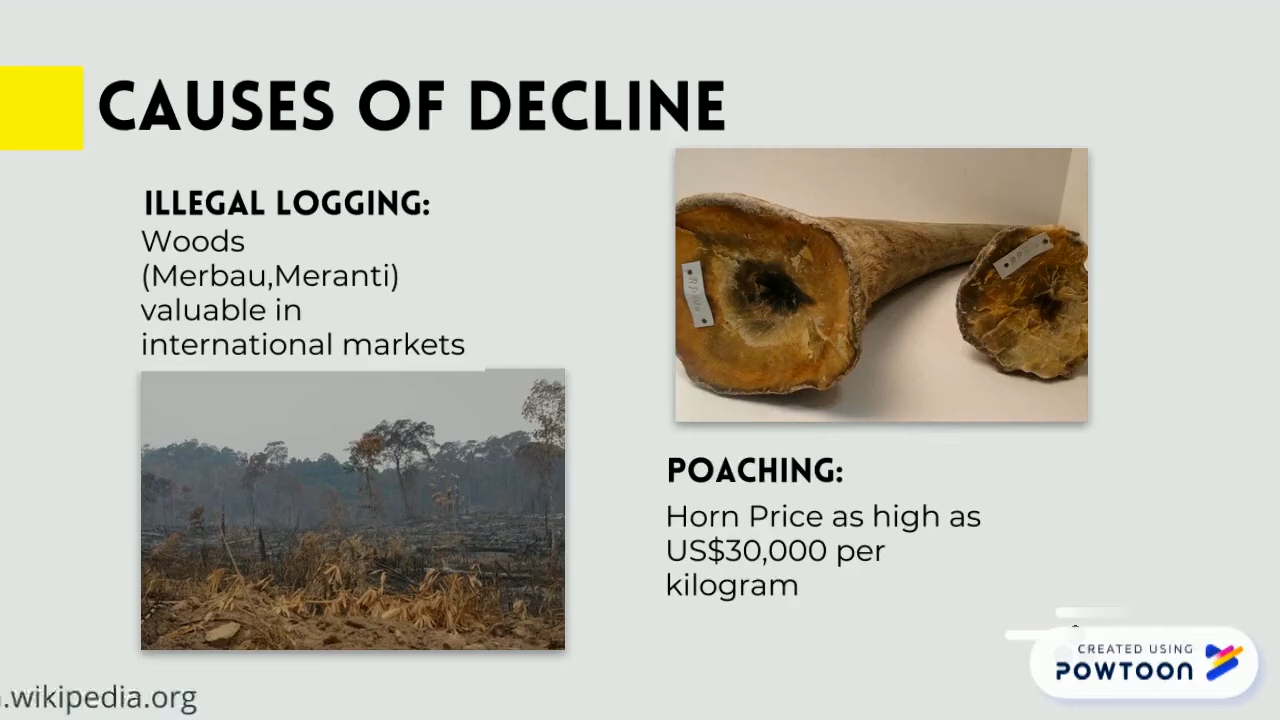 CAUSES OF DECLINE
ILLEGAL LOGGING:
Woods
(Merbau,Meranti)
valuable in
international markets
POACHING:
Horn Price as high as
US$30,000 per
kilogram
.wikipedia.org
CREATED USING
POWTOON